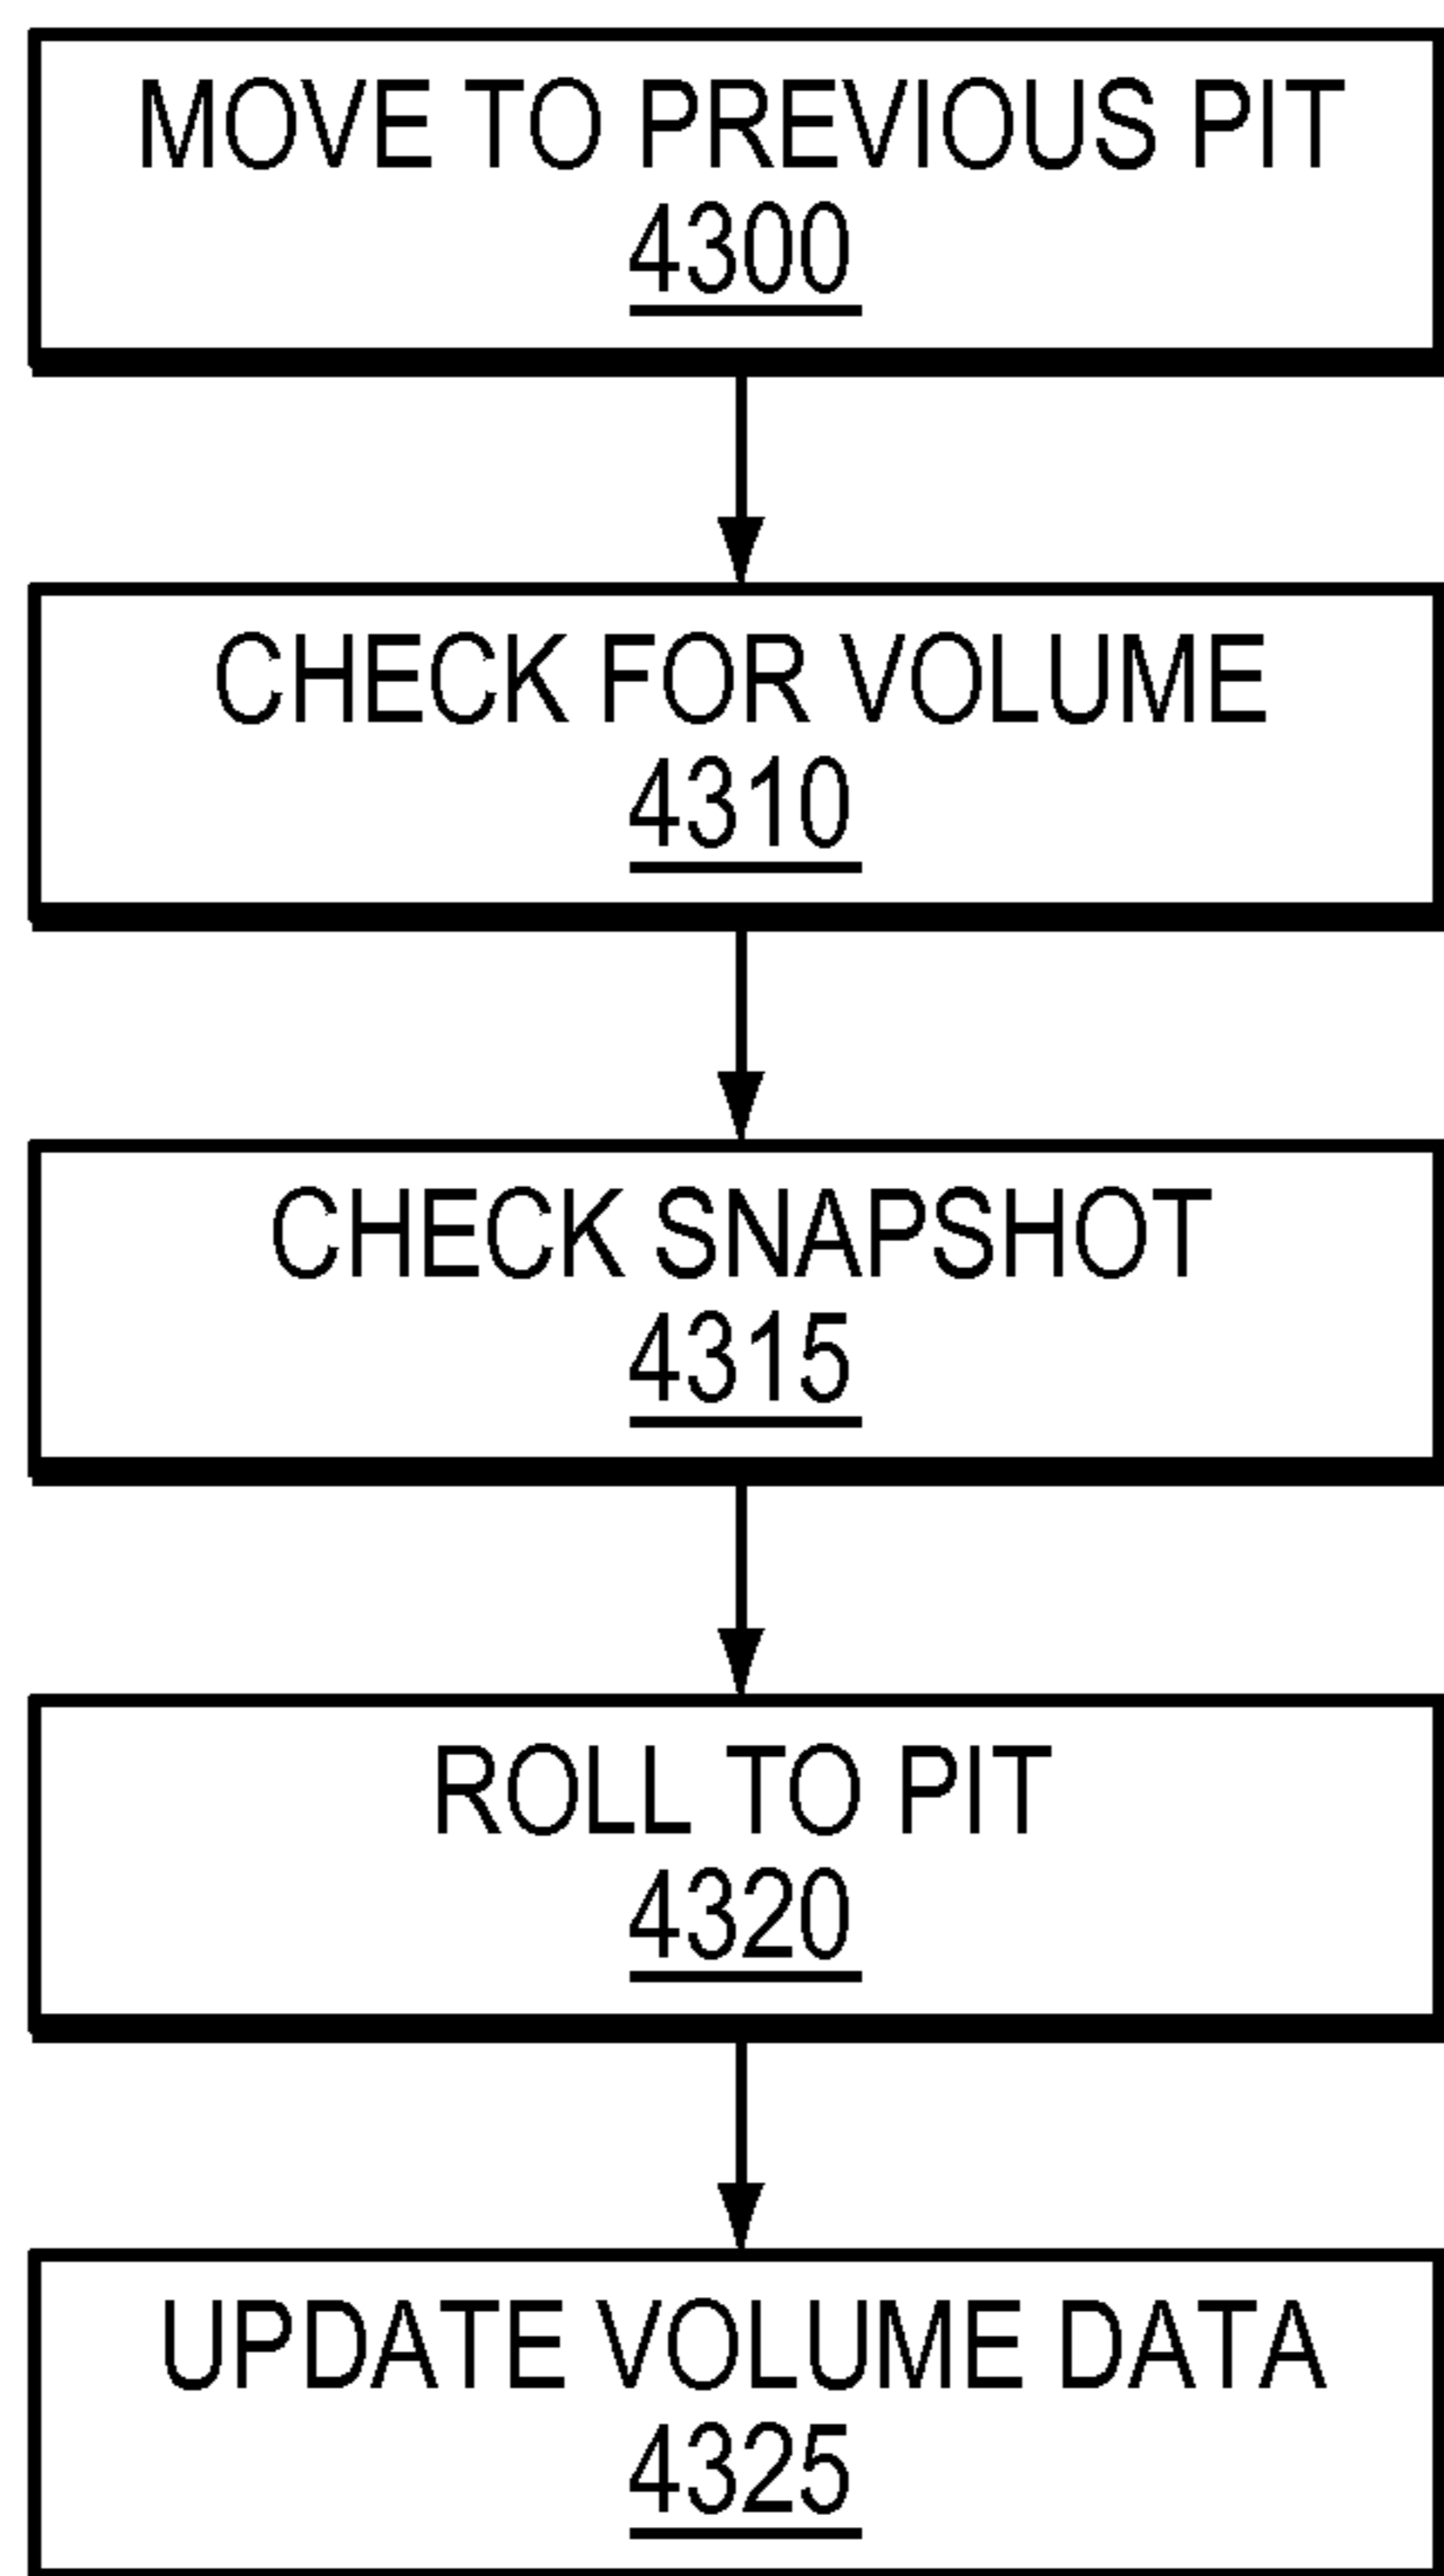 MOVE TO PREVIOUS PIT
4300
CHECK FOR VOLUME
4310
CHECK SNAPSHOT
4315
ROLL TO PIT
4320
UPDATE VOLUME DATA
4325